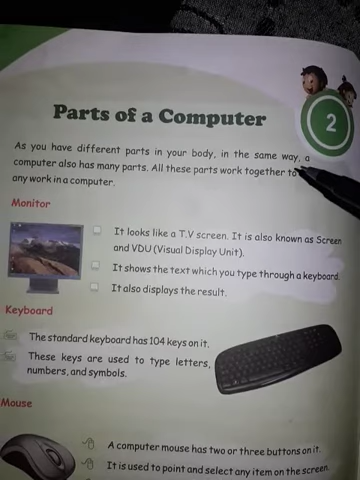 Parts of a Computer
2
As you have different parts in your body, in the same way, a
computer also has many parts. All these parts work together to
any work in a computer.
Monitor
It looks like a T.V screen. It is also known as Screen
and VDU (Visual Display Unit).
It shows the text which you type through a keyboard.
It also displays the result.
Keyboard
The standard keyboard has 104 keys on it.
These keys are used to type letters,
numbers, and symbols.
Mouse
A computer mouse has two or three buttons on it.
It is used to point and select any item on the screen.